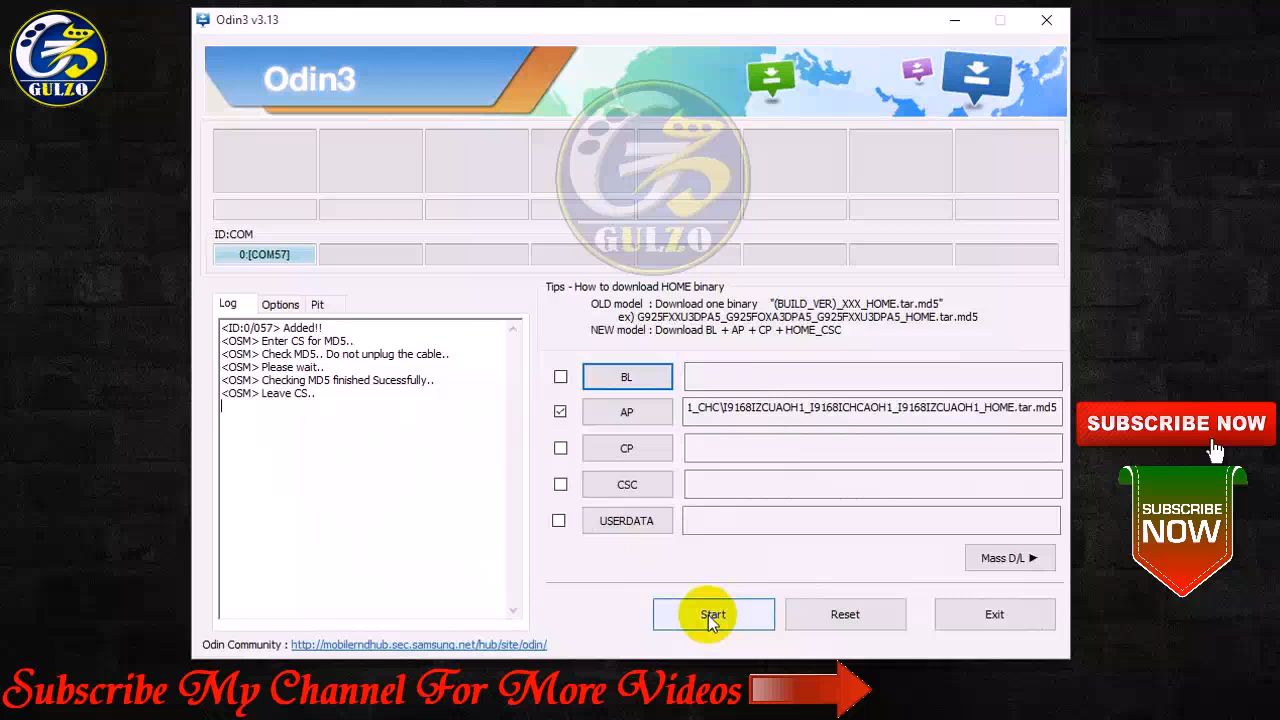 Odin3 v3.13
GULZO
Odin3
GULZO
ID:COM
0:[COM57]
Log
Options
Pit
<ID:0/057> Added!!
<OSM> Enter CS for MD5..
<OSM> Check MD5.. Do not unplug the cable..
<OSM> Please wait..
<OSM> Checking MD5 finished Sucessfully..
<OSM> Leave CS..
Tips - How to download HOME binary
OLD model : Download one binary "(BUILD_VER)_XXX_HOME.tar.md5"
ex) G925FXXU3DPA5_G925FOXA3DPA5_G925FXXU3DPA5_HOME.tar.md5
NEW model : Download BL + AP + CP + HOME_CSC
BL
AP
1_CHC\I9168IZCUAOH1_I9168ICHCAOH1_I9168IZCUAOH1_HOME.tar.md5
CP
CSC
USERDATA
Mass D/L ►
Start
Reset
Exit
Odin Community : http://mobilerndhub.sec.samsung.net/hub/site/odin/
SUBSCRIBE NOW
SUBSCRIBE
NOW
Subscribe My Channel For More Videos